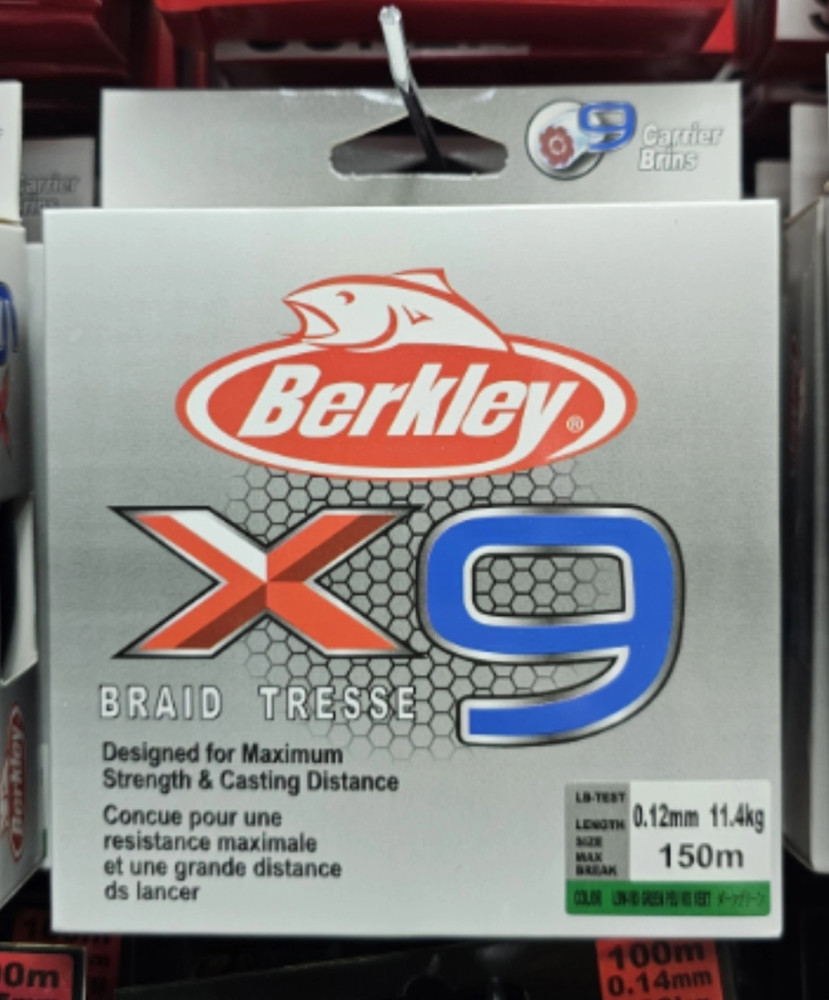 9 Carrier
Brins
Berkley®
X9
BRAID TRESSE
Designed for Maximum
Strength & Casting Distance
Concue pour une
resistance maximale
et une grande distance
ds lancer
LB-TEST
LENGTH 0.12mm 11.4kg
SIZE
MAX 150m
BREAK
COLOR
Berkley
100m
0.14mm